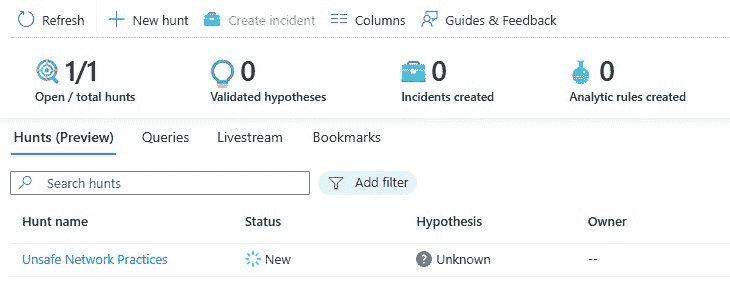 Refresh New hunt Create incident Columns Guides & Feedback
1/1 0 0 0
Open / total hunts Validated hypotheses Incidents created Analytic rules created
Hunts (Preview) Queries Livestream Bookmarks
Search hunts Add filter
Hunt name Status Hypothesis Owner
Unsafe Network Practices New ? Unknown --